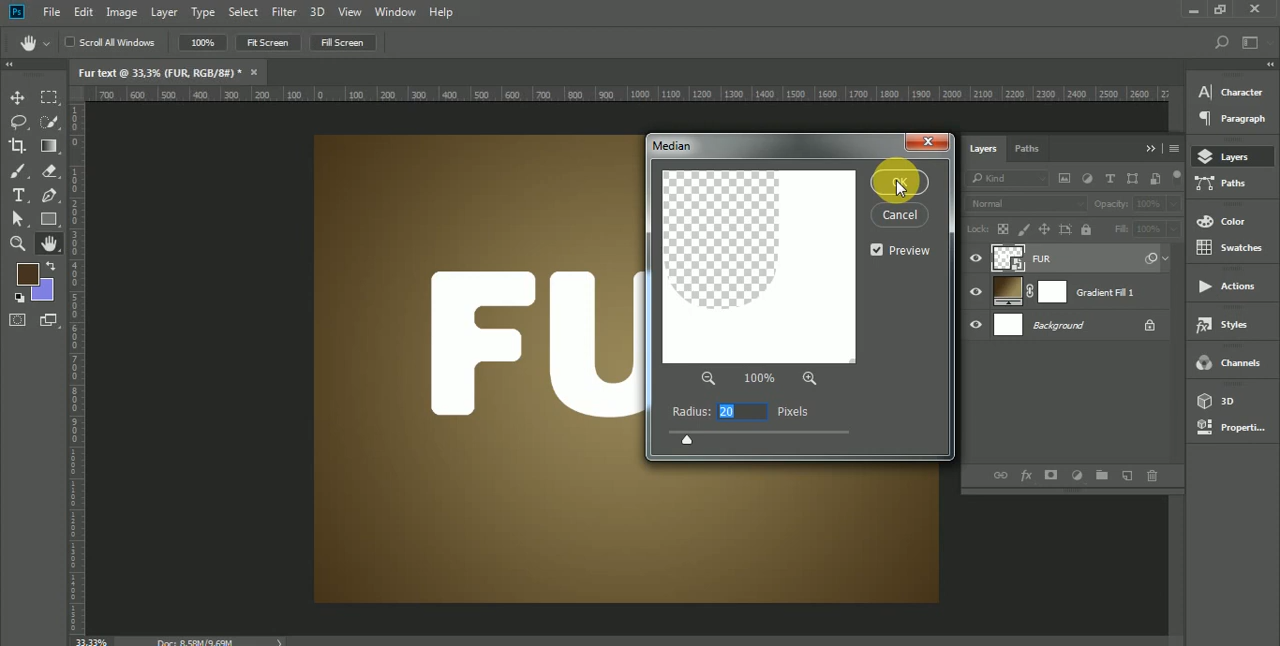 Ps File Edit Image Layer Type Select Filter 3D View Window Help
Scroll All Windows 100% Fit Screen Fill Screen
Fur text @ 33,3% (FUR, RGB/8#) * ×
700 600 500 400 300 200 100 0 100 200 300 400 500 600 700 800 900 1000 1100 1200 1300 1400 1500 1600 1700 1800 1900 2000 2100 2200 2300 2400 2500 2600
FU
Median
OK
Cancel
Preview
100%
Radius: 20 Pixels
Layers Paths
Kind
Normal Opacity: 100%
Lock: Fill: 100%
FUR
Gradient Fill 1
Background
Character
Paragraph
Layers
Paths
Color
Swatches
Actions
Styles
Channels
3D
Properti...
33,33% Doc: 8,58M/9,69M